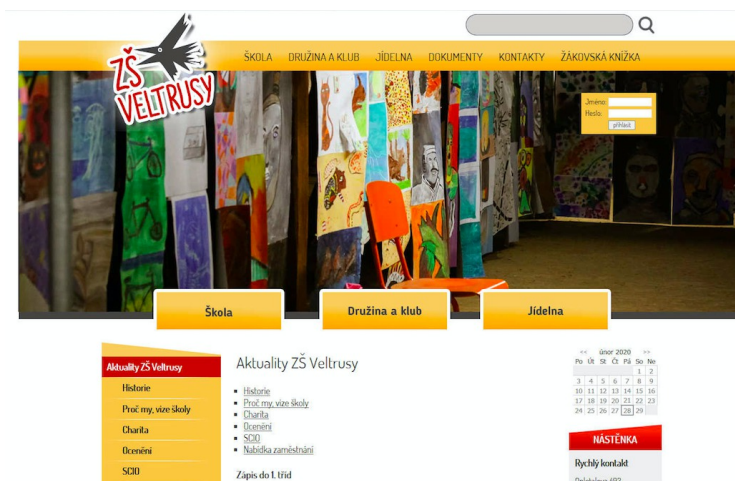 ZŠ
VELTRUSY
ŠKOLA DRUŽINA A KLUB JÍDELNA DOKUMENTY KONTAKTY ŽÁKOVSKÁ KNÍŽKA
Jméno:
Heslo:
přihlásit
Škola Družina a klub Jídelna
Aktuality ZŠ Veltrusy
Historie
Proč my, vize školy
Charita
Ocenění
SCIO
Aktuality ZŠ Veltrusy
Historie
Proč my, vize školy
Charita
Ocenění
SCIO
Nabídka zaměstnání
Zápis do 1. tříd
<< únor 2020 >>
Po Út St Čt Pá So Ne
1 2
3 4 5 6 7 8 9
10 11 12 13 14 15 16
17 18 19 20 21 22 23
24 25 26 27 28 29
NÁSTĚNKA
Rychlý kontakt